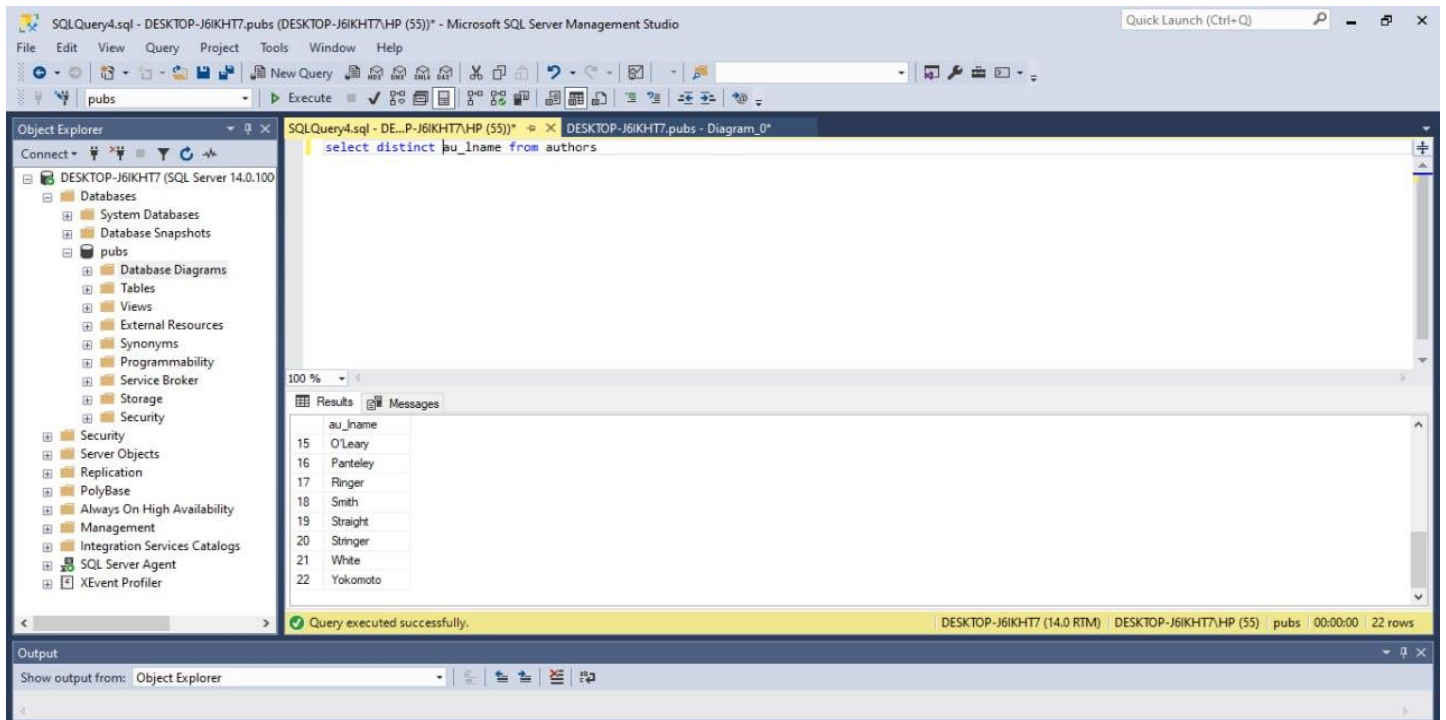 SQLQuery4.sql - DESKTOP-J6IKHT7.pubs (DESKTOP-J6IKHT7\HP (55))* - Microsoft SQL Server Management Studio
Quick Launch (Ctrl+Q)
File Edit View Query Project Tools Window Help
New Query
pubs
Execute
Object Explorer
SQLQuery4.sql - DE...P-J6IKHT7\HP (55))*
DESKTOP-J6IKHT7.pubs - Diagram_0*
Connect
select distinct au_lname from authors
DESKTOP-J6IKHT7 (SQL Server 14.0.100
Databases
System Databases
Database Snapshots
pubs
Database Diagrams
Tables
Views
External Resources
Synonyms
Programmability
Service Broker
Storage
Security
Security
Server Objects
Replication
PolyBase
Always On High Availability
Management
Integration Services Catalogs
SQL Server Agent
XEvent Profiler
100 %
Results Messages
au_lname
15 O'Leary
16 Panteley
17 Ringer
18 Smith
19 Straight
20 Stringer
21 White
22 Yokomoto
Query executed successfully.
DESKTOP-J6IKHT7 (14.0 RTM) DESKTOP-J6IKHT7\HP (55) pubs 00:00:00 22 rows
Output
Show output from: Object Explorer